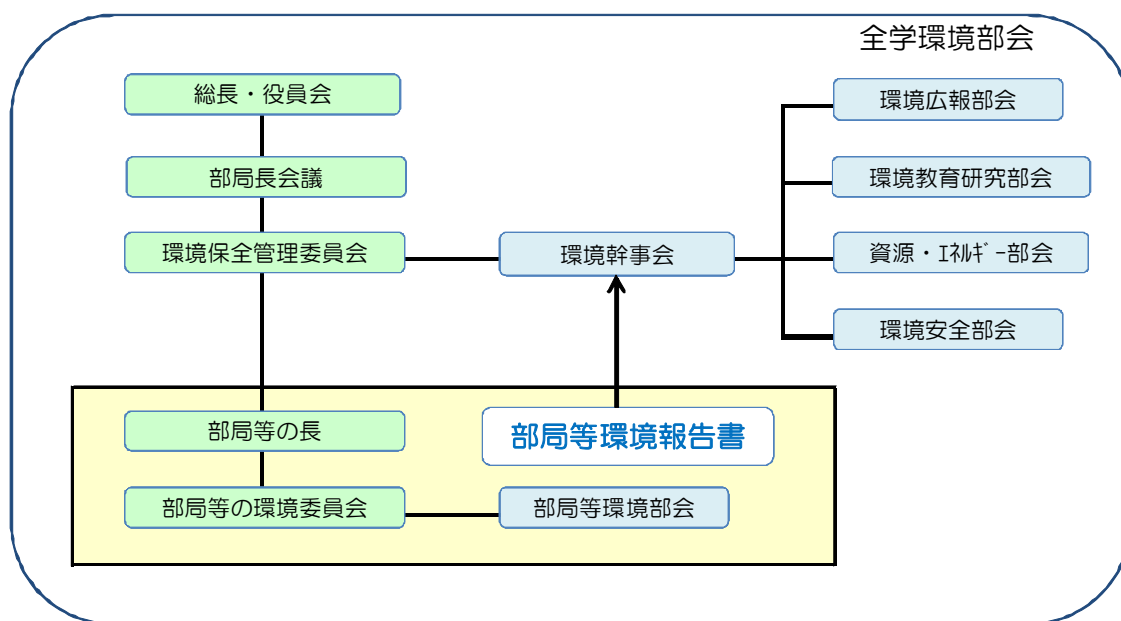 全学環境部会
総長・役員会
環境広報部会
部局長会議
環境教育研究部会
環境保全管理委員会
環境幹事会
資源・ｴﾈﾙｷﾞｰ部会
環境安全部会
部局等の長
部局等環境報告書
部局等の環境委員会
部局等環境部会